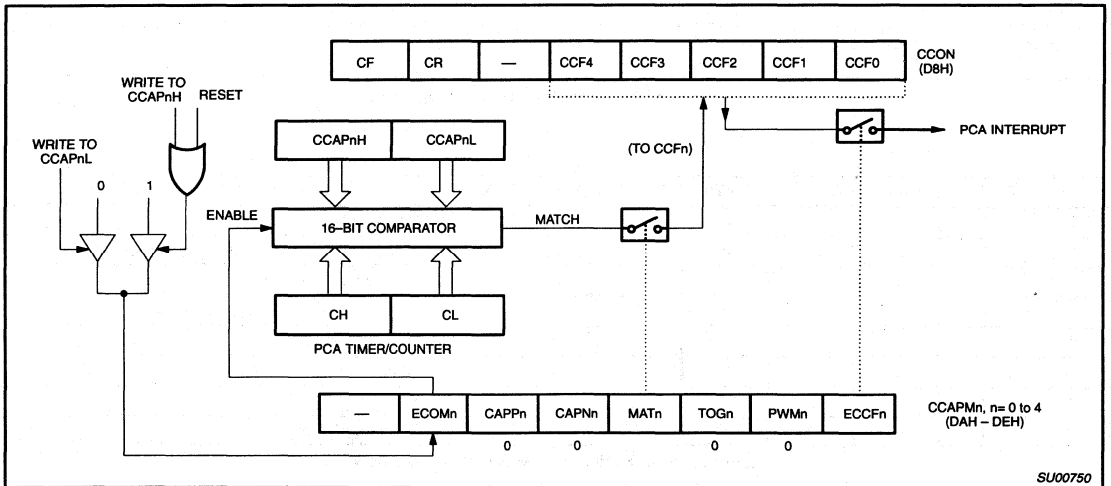 CF CR — CCF4 CCF3 CCF2 CCF1 CCF0
CCON
(D8H)
WRITE TO
CCAPnH
RESET
WRITE TO
CCAPnL
0 1
CCAPnH CCAPnL
(TO CCFn)
PCA INTERRUPT
ENABLE
16–BIT COMPARATOR
MATCH
CH CL
PCA TIMER/COUNTER
— ECOMn CAPPn CAPNn MATn TOGn PWMn ECCFn
CCAPMn, n= 0 to 4
(DAH – DEH)
0 0 0 0
SU00750